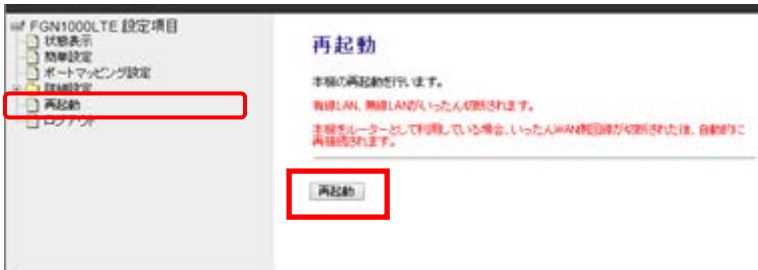 FGN1000LTE 設定項目
状態表示
簡単設定
ポートマッピング設定
詳細設定
再起動
ログアウト
再起動
本機の再起動を行います。
有線LAN、無線LANがいったん切断されます。
本機をルーターとして利用している場合、いったんWAN側回線が切断された後、自動的に
再接続されます。
再起動